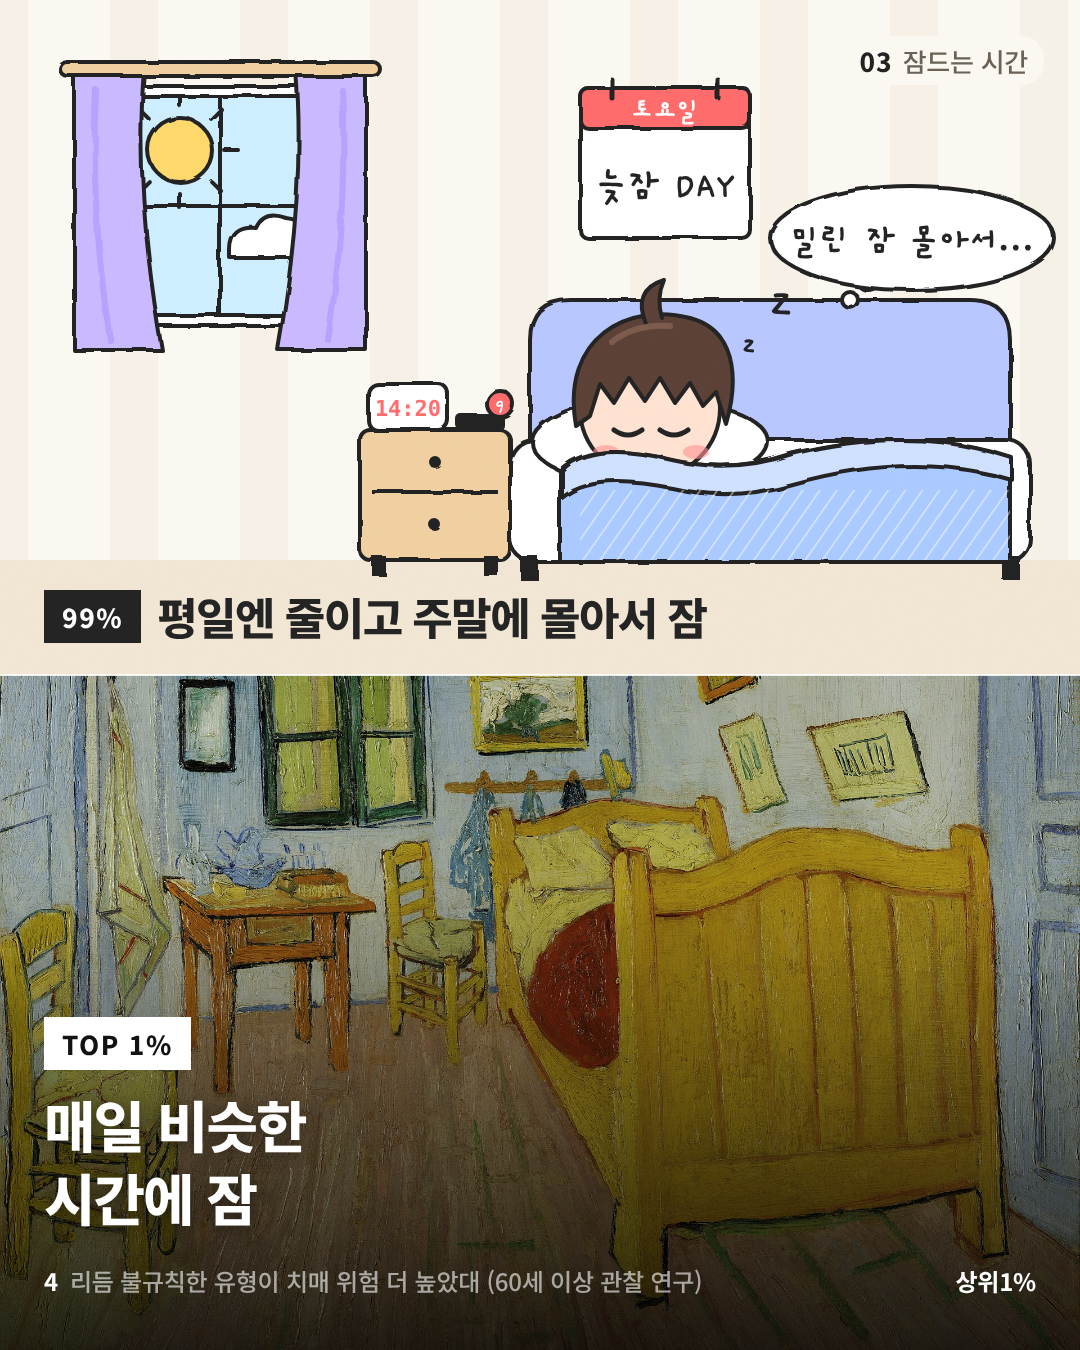 03 잠드는 시간
토요일
늦잠 DAY
밀린 잠 몰아서...
z
z
14:20
9
99% 평일엔 줄이고 주말에 몰아서 잠
TOP 1%
매일 비슷한
시간에 잠
4 리듬 불규칙한 유형이 치매 위험 더 높았대 (60세 이상 관찰 연구)
상위1%